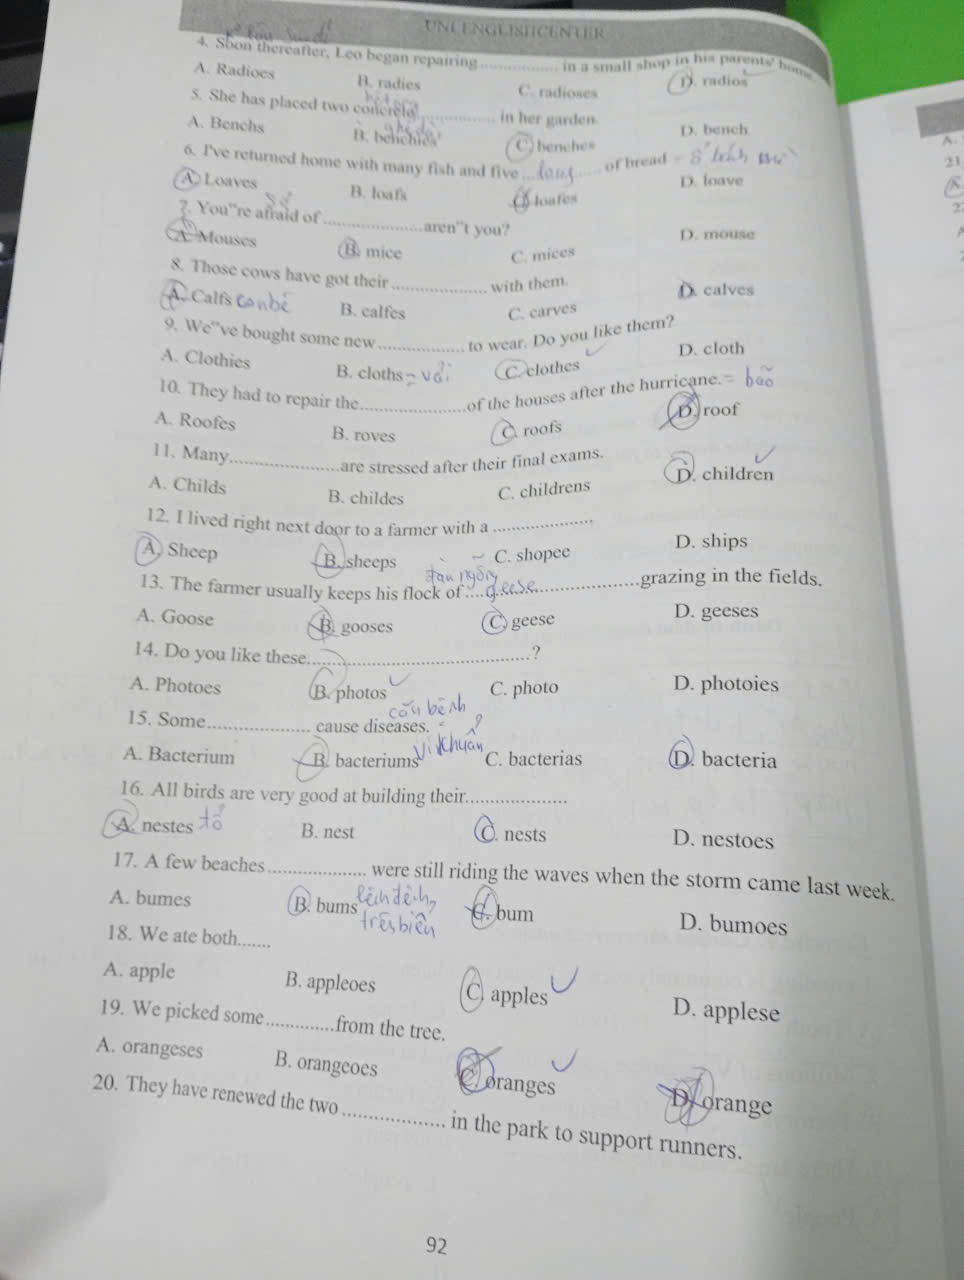 UNI ENGLISHCENTER
4. Soon thereafter, Leo began repairing.................. in a small shop in his parents' home.
A. Radioes B. radies C. radioses D. radios
5. She has placed two concrete .................. in her garden.
A. Benchs B. benchies C. benches D. bench
6. I've returned home with many fish and five .................. of bread
A. Loaves B. loafs C. loafes D. loave
7. You"re afraid of ........................aren"t you?
A. Mouses B. mice C. mices D. mouse
8. Those cows have got their ...................... with them.
A. Calfs con bê B. calfes C. carves D. calves
9. We"ve bought some new .................... to wear. Do you like them?
A. Clothies B. cloths = vải C. clothes D. cloth
10. They had to repair the.........................of the houses after the hurricane. = bão
A. Roofes B. roves C. roofs D. roof
11. Many..........................are stressed after their final exams.
A. Childs B. childes C. childrens D. children
12. I lived right next door to a farmer with a ......................
A. Sheep B. sheeps C. shopee D. ships
đàn ngỗng
13. The farmer usually keeps his flock of ....geese........................grazing in the fields.
A. Goose B. gooses C. geese D. geeses
14. Do you like these..................................................?
A. Photoes B. photos C. photo D. photoies
căn bệnh
15. Some....................... cause diseases.
A. Bacterium B. bacteriums vi khuẩn C. bacterias D. bacteria
16. All birds are very good at building their......................
A. nestes tổ B. nest C. nests D. nestoes
17. A few beaches..................... were still riding the waves when the storm came last week.
A. bumes B. bums lênh đênh trên biển C. bum D. bumoes
18. We ate both.......
A. apple B. appleoes C. apples D. applese
19. We picked some..............from the tree.
A. orangeses B. orangeoes C. oranges D. orange
20. They have renewed the two ..................... in the park to support runners.
92
A.
21
A.